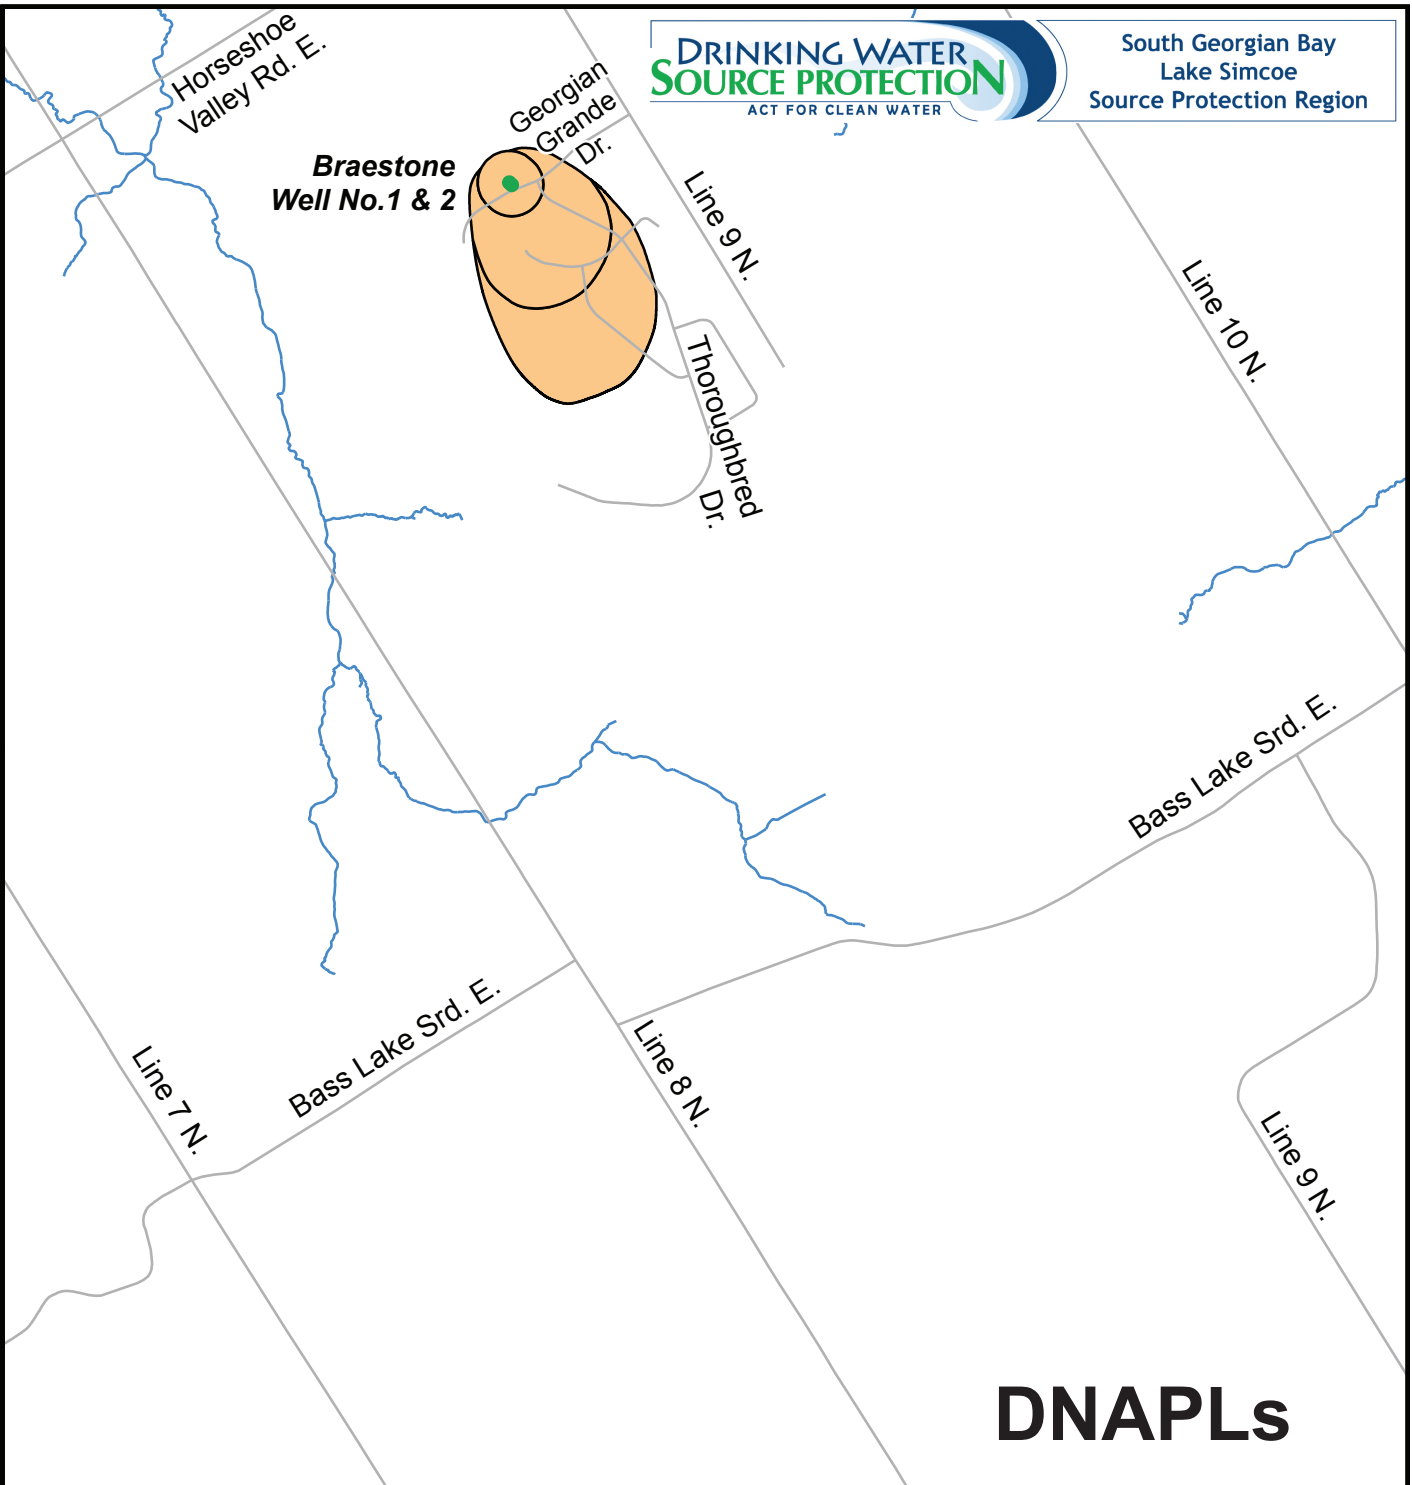 DRINKING WATER
SOURCE PROTECTION
ACT FOR CLEAN WATER
South Georgian Bay
Lake Simcoe
Source Protection Region
Horseshoe
Valley Rd. E.
Georgian
Grande
Dr.
Braestone
Well No.1 & 2
Line 9 N.
Line 10 N.
Thoroughbred
Dr.
Bass Lake Srd. E.
Bass Lake Srd. E.
Line 7 N.
Line 8 N.
Line 9 N.
DNAPLs